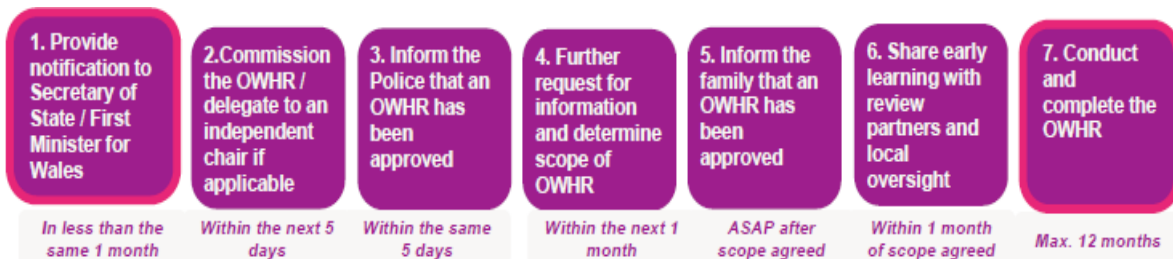 1. Provide
notification to
Secretary of
State / First
Minister for
Wales
2.Commission
the OWHR /
delegate to an
independent
chair if
applicable
3. Inform the
Police that an
OWHR has
been
approved
4. Further
request for
information
and determine
scope of
OWHR
5. Inform the
family that an
OWHR has
been
approved
6. Share early
learning with
review
partners and
local
oversight
7. Conduct
and
complete the
OWHR
In less than the
same 1 month
Within the next 5
days
Within the same
5 days
Within the next 1
month
ASAP after
scope agreed
Within 1 month
of scope agreed
Max. 12 months